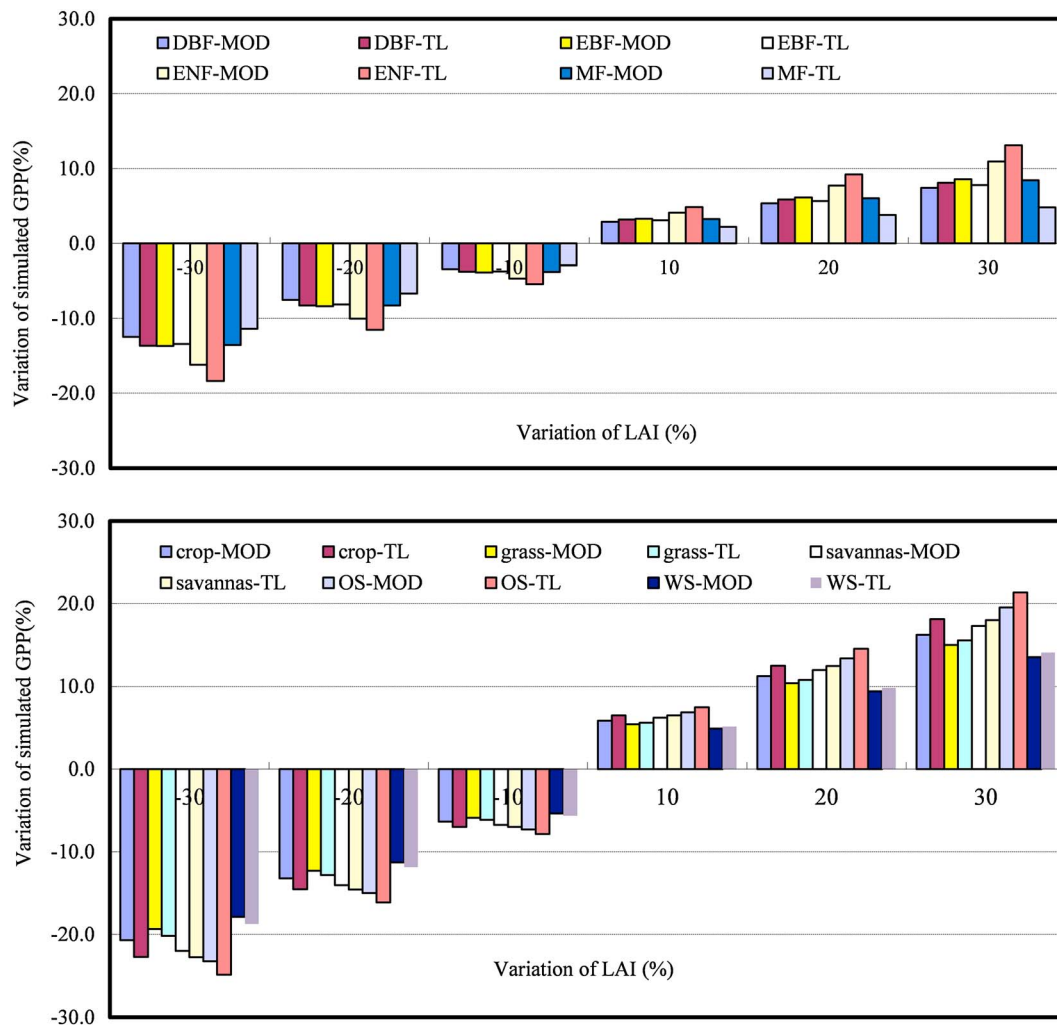 30.0
DBF-MOD DBF-TL EBF-MOD EBF-TL
ENF-MOD ENF-TL MF-MOD MF-TL
20.0
10.0
0.0
-30 -20 -10 10 20 30
-10.0
-20.0
-30.0
Variation of simulated GPP(%)
Variation of LAI (%)
30.0
crop-MOD crop-TL grass-MOD grass-TL savannas-MOD
savannas-TL OS-MOD OS-TL WS-MOD WS-TL
20.0
10.0
0.0
-30 -20 -10 10 20 30
-10.0
-20.0
-30.0
Variation of simulated GPP(%)
Variation of LAI (%)